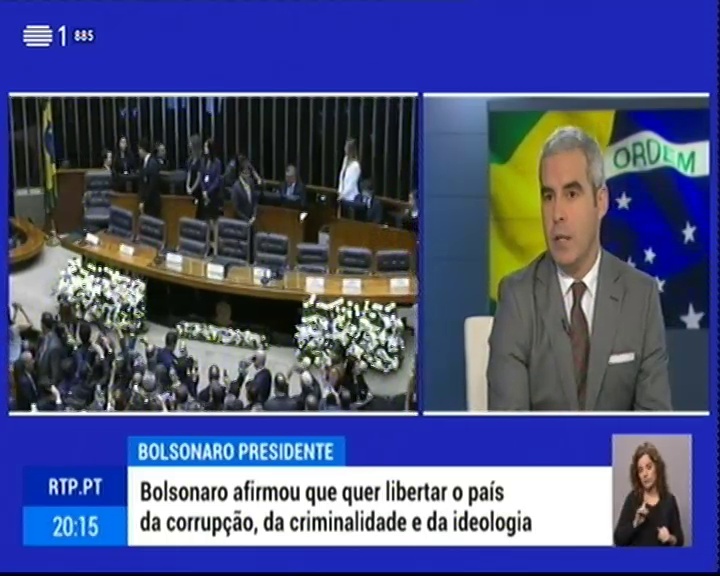 1 885
ORDEM
BOLSONARO PRESIDENTE
RTP.PT
Bolsonaro afirmou que quer libertar o país
20:15
da corrupção, da criminalidade e da ideologia